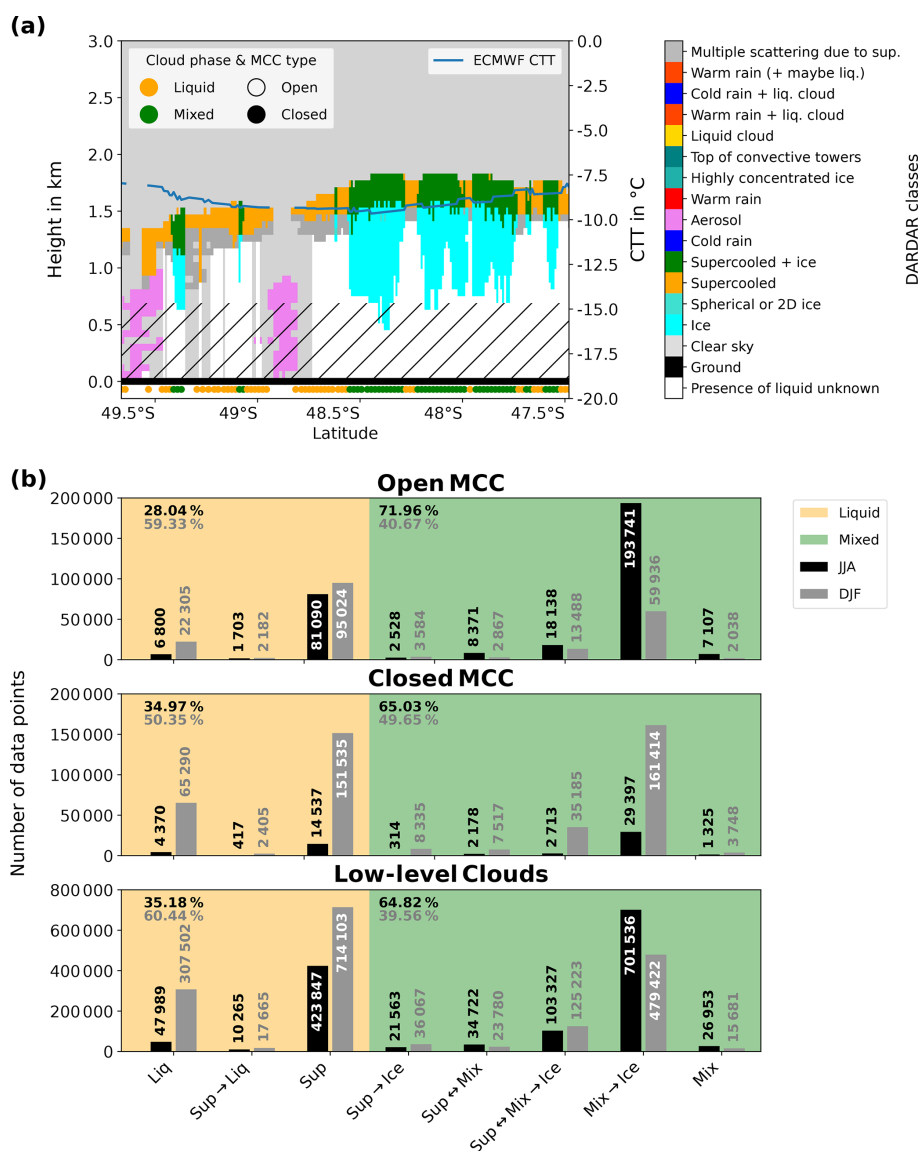 (a)
3.0
2.5
2.0
1.5
1.0
0.5
0.0
Height in km
Cloud phase & MCC type
Liquid
Open
Mixed
Closed
ECMWF CTT
0.0
-2.5
-5.0
-7.5
-10.0
-12.5
-15.0
-17.5
-20.0
CTT in °C
49.5°S
49°S
48.5°S
48°S
47.5°S
Latitude
Multiple scattering due to sup.
Warm rain (+ maybe liq.)
Cold rain + liq. cloud
Warm rain + liq. cloud
Liquid cloud
Top of convective towers
Highly concentrated ice
Warm rain
Aerosol
Cold rain
Supercooled + ice
Supercooled
Spherical or 2D ice
Ice
Clear sky
Ground
Presence of liquid unknown
DARDAR classes
(b)
Number of data points
Open MCC
200 000
150 000
100 000
50 000
0
28.04 %
59.33 %
71.96 %
40.67 %
6 800
22 305
1 703
2 182
81 090
95 024
2 528
3 584
8 371
2 867
18 138
13 488
193 741
59 936
7 107
2 038
Liquid
Mixed
JJA
DJF
Closed MCC
200 000
150 000
100 000
50 000
0
34.97 %
50.35 %
65.03 %
49.65 %
4 370
65 290
417
2 405
14 537
151 535
314
8 335
2 178
7 517
2 713
35 185
29 397
161 414
1 325
3 748
Low-level Clouds
800 000
600 000
400 000
200 000
0
35.18 %
60.44 %
64.82 %
39.56 %
47 989
307 502
10 265
17 665
423 847
714 103
21 563
36 067
34 722
23 780
103 327
125 223
701 536
479 422
26 953
15 681
Liq
Sup→Liq
Sup
Sup→Ice
Sup↔Mix
Sup↔Mix→Ice
Mix→Ice
Mix